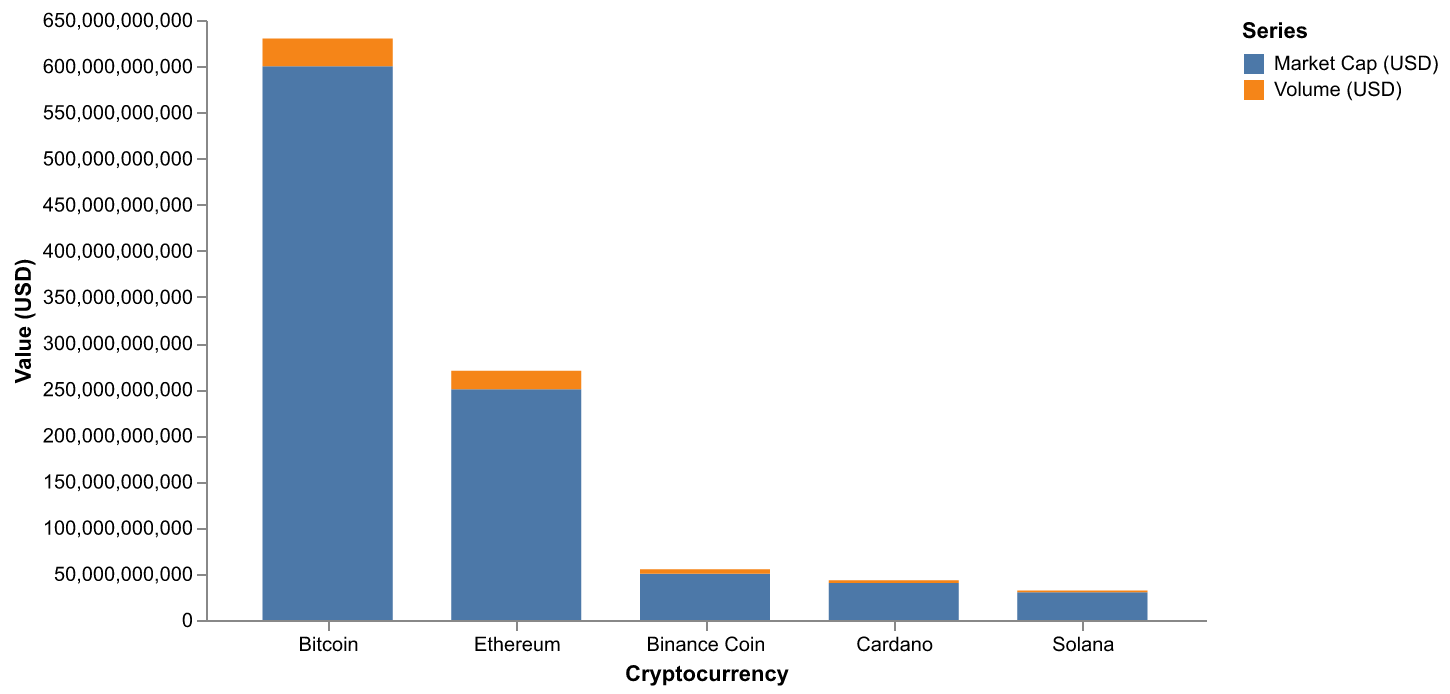 650,000,000,000
600,000,000,000
550,000,000,000
500,000,000,000
450,000,000,000
400,000,000,000
350,000,000,000
300,000,000,000
250,000,000,000
200,000,000,000
150,000,000,000
100,000,000,000
50,000,000,000
0
Value (USD)
Bitcoin
Ethereum
Binance Coin
Cardano
Solana
Cryptocurrency
Series
Market Cap (USD)
Volume (USD)